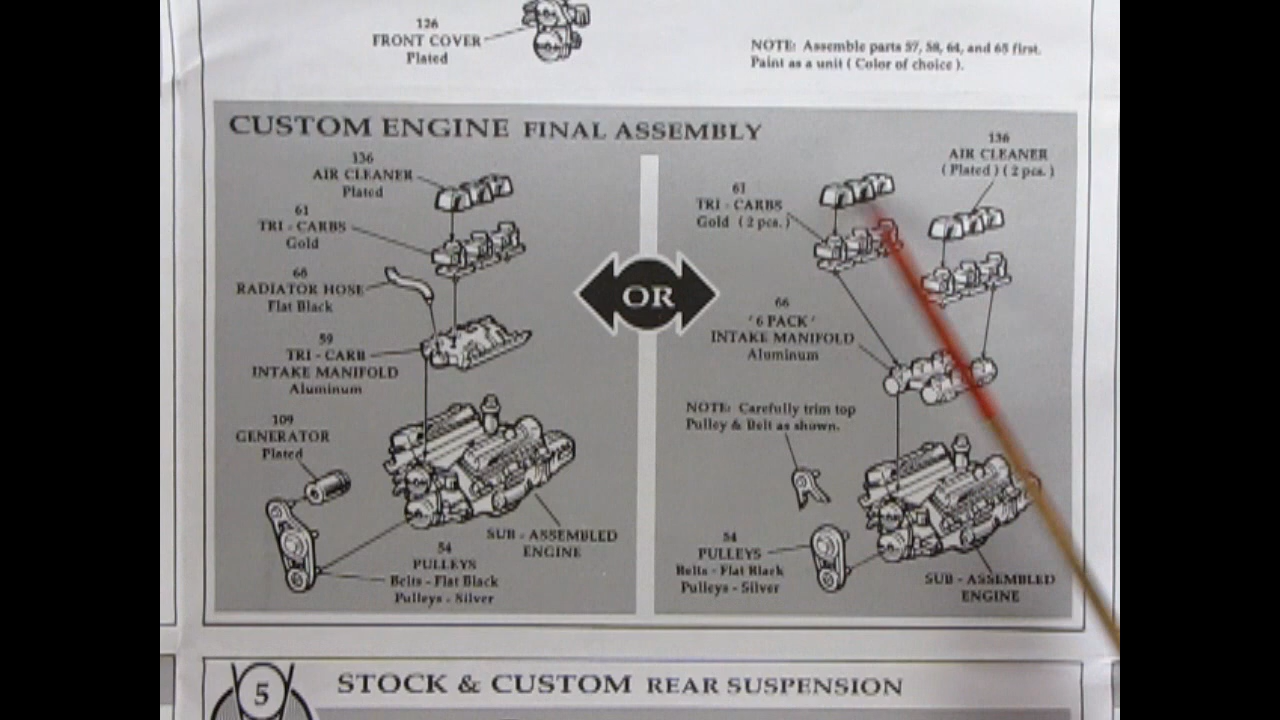 126
FRONT COVER
Plated
NOTE: Assemble parts 57, 58, 64, and 65 first.
Paint as a unit ( Color of choice ).
CUSTOM ENGINE FINAL ASSEMBLY
136
AIR CLEANER
Plated
61
TRI - CARBS
Gold
68
RADIATOR HOSE
Flat Black
59
TRI - CARB
INTAKE MANIFOLD
Aluminum
109
GENERATOR
Plated
54
PULLEYS
Belts - Flat Black
Pulleys - Silver
SUB - ASSEMBLED
ENGINE
OR
136
AIR CLEANER
( Plated ) ( 2 pcs. )
61
TRI - CARBS
Gold ( 2 pcs. )
66
' 6 PACK '
INTAKE MANIFOLD
Aluminum
NOTE: Carefully trim top
Pulley & Belt as shown.
54
PULLEYS
Belts - Flat Black
Pulleys - Silver
SUB - ASSEMBLED
ENGINE
5
STOCK & CUSTOM REAR SUSPENSION